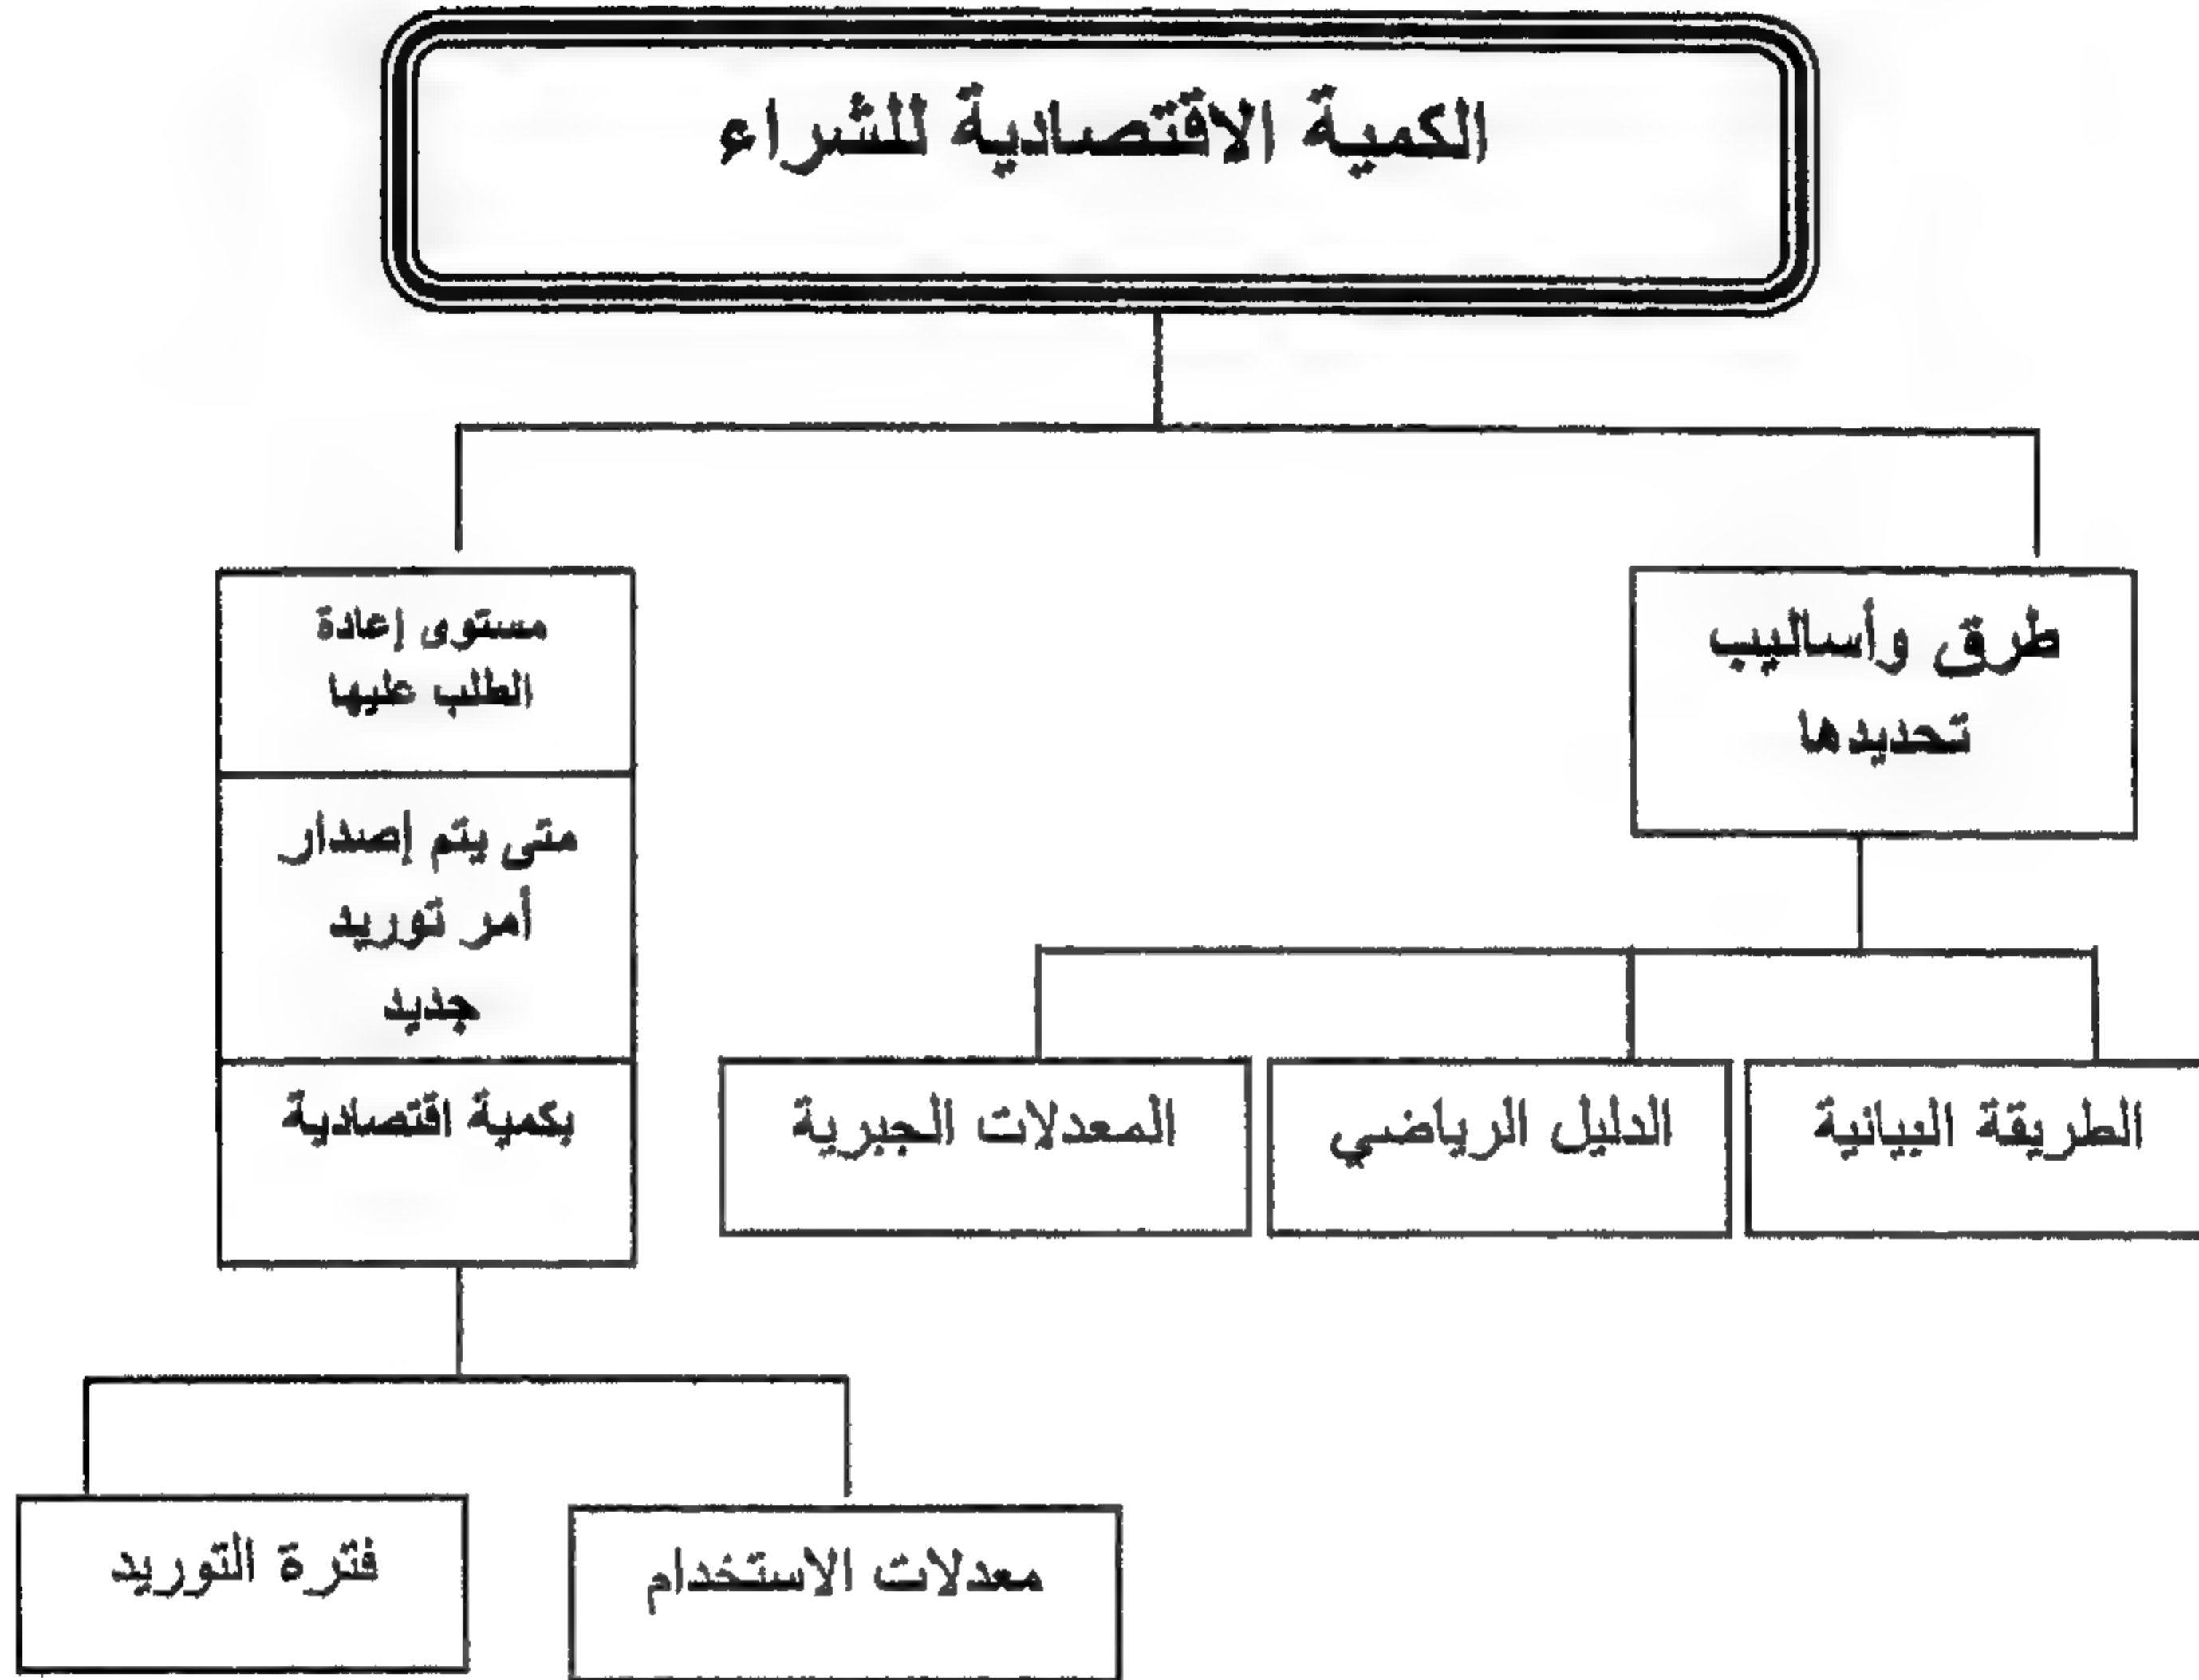 الكمية الاقتصادية للشراء
طرق وأساليب
تحديدها
مستوى إعادة
الطلب عليها
متى يتم إصدار
أمر توريد
جديد
بكمية اقتصادية
الطريقة البيانية
الدليل الرياضي
المعدلات الجبرية
معدلات الاستخدام
فترة التوريد